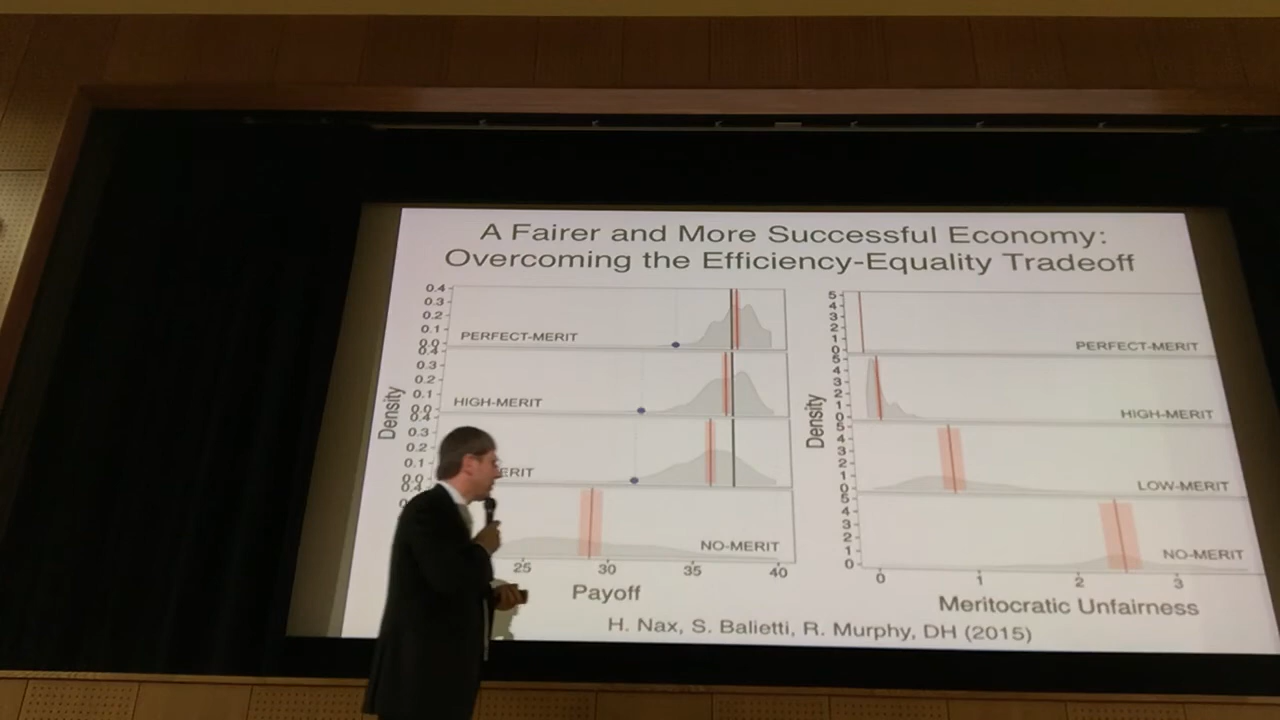 A Fairer and More Successful Economy:
Overcoming the Efficiency-Equality Tradeoff
Density
0.4
0.3
0.2
0.1
0.0
PERFECT-MERIT
0.4
0.3
0.2
0.1
0.0
HIGH-MERIT
0.4
0.3
0.2
0.1
0.0
ERIT
0.4
NO-MERIT
25 30 35 40
Payoff
Density
5
4
3
2
1
0
PERFECT-MERIT
5
4
3
2
1
0
HIGH-MERIT
5
4
3
2
1
0
LOW-MERIT
5
4
3
2
1
0
NO-MERIT
0 1 2 3
Meritocratic Unfairness
H. Nax, S. Balietti, R. Murphy, DH (2015)